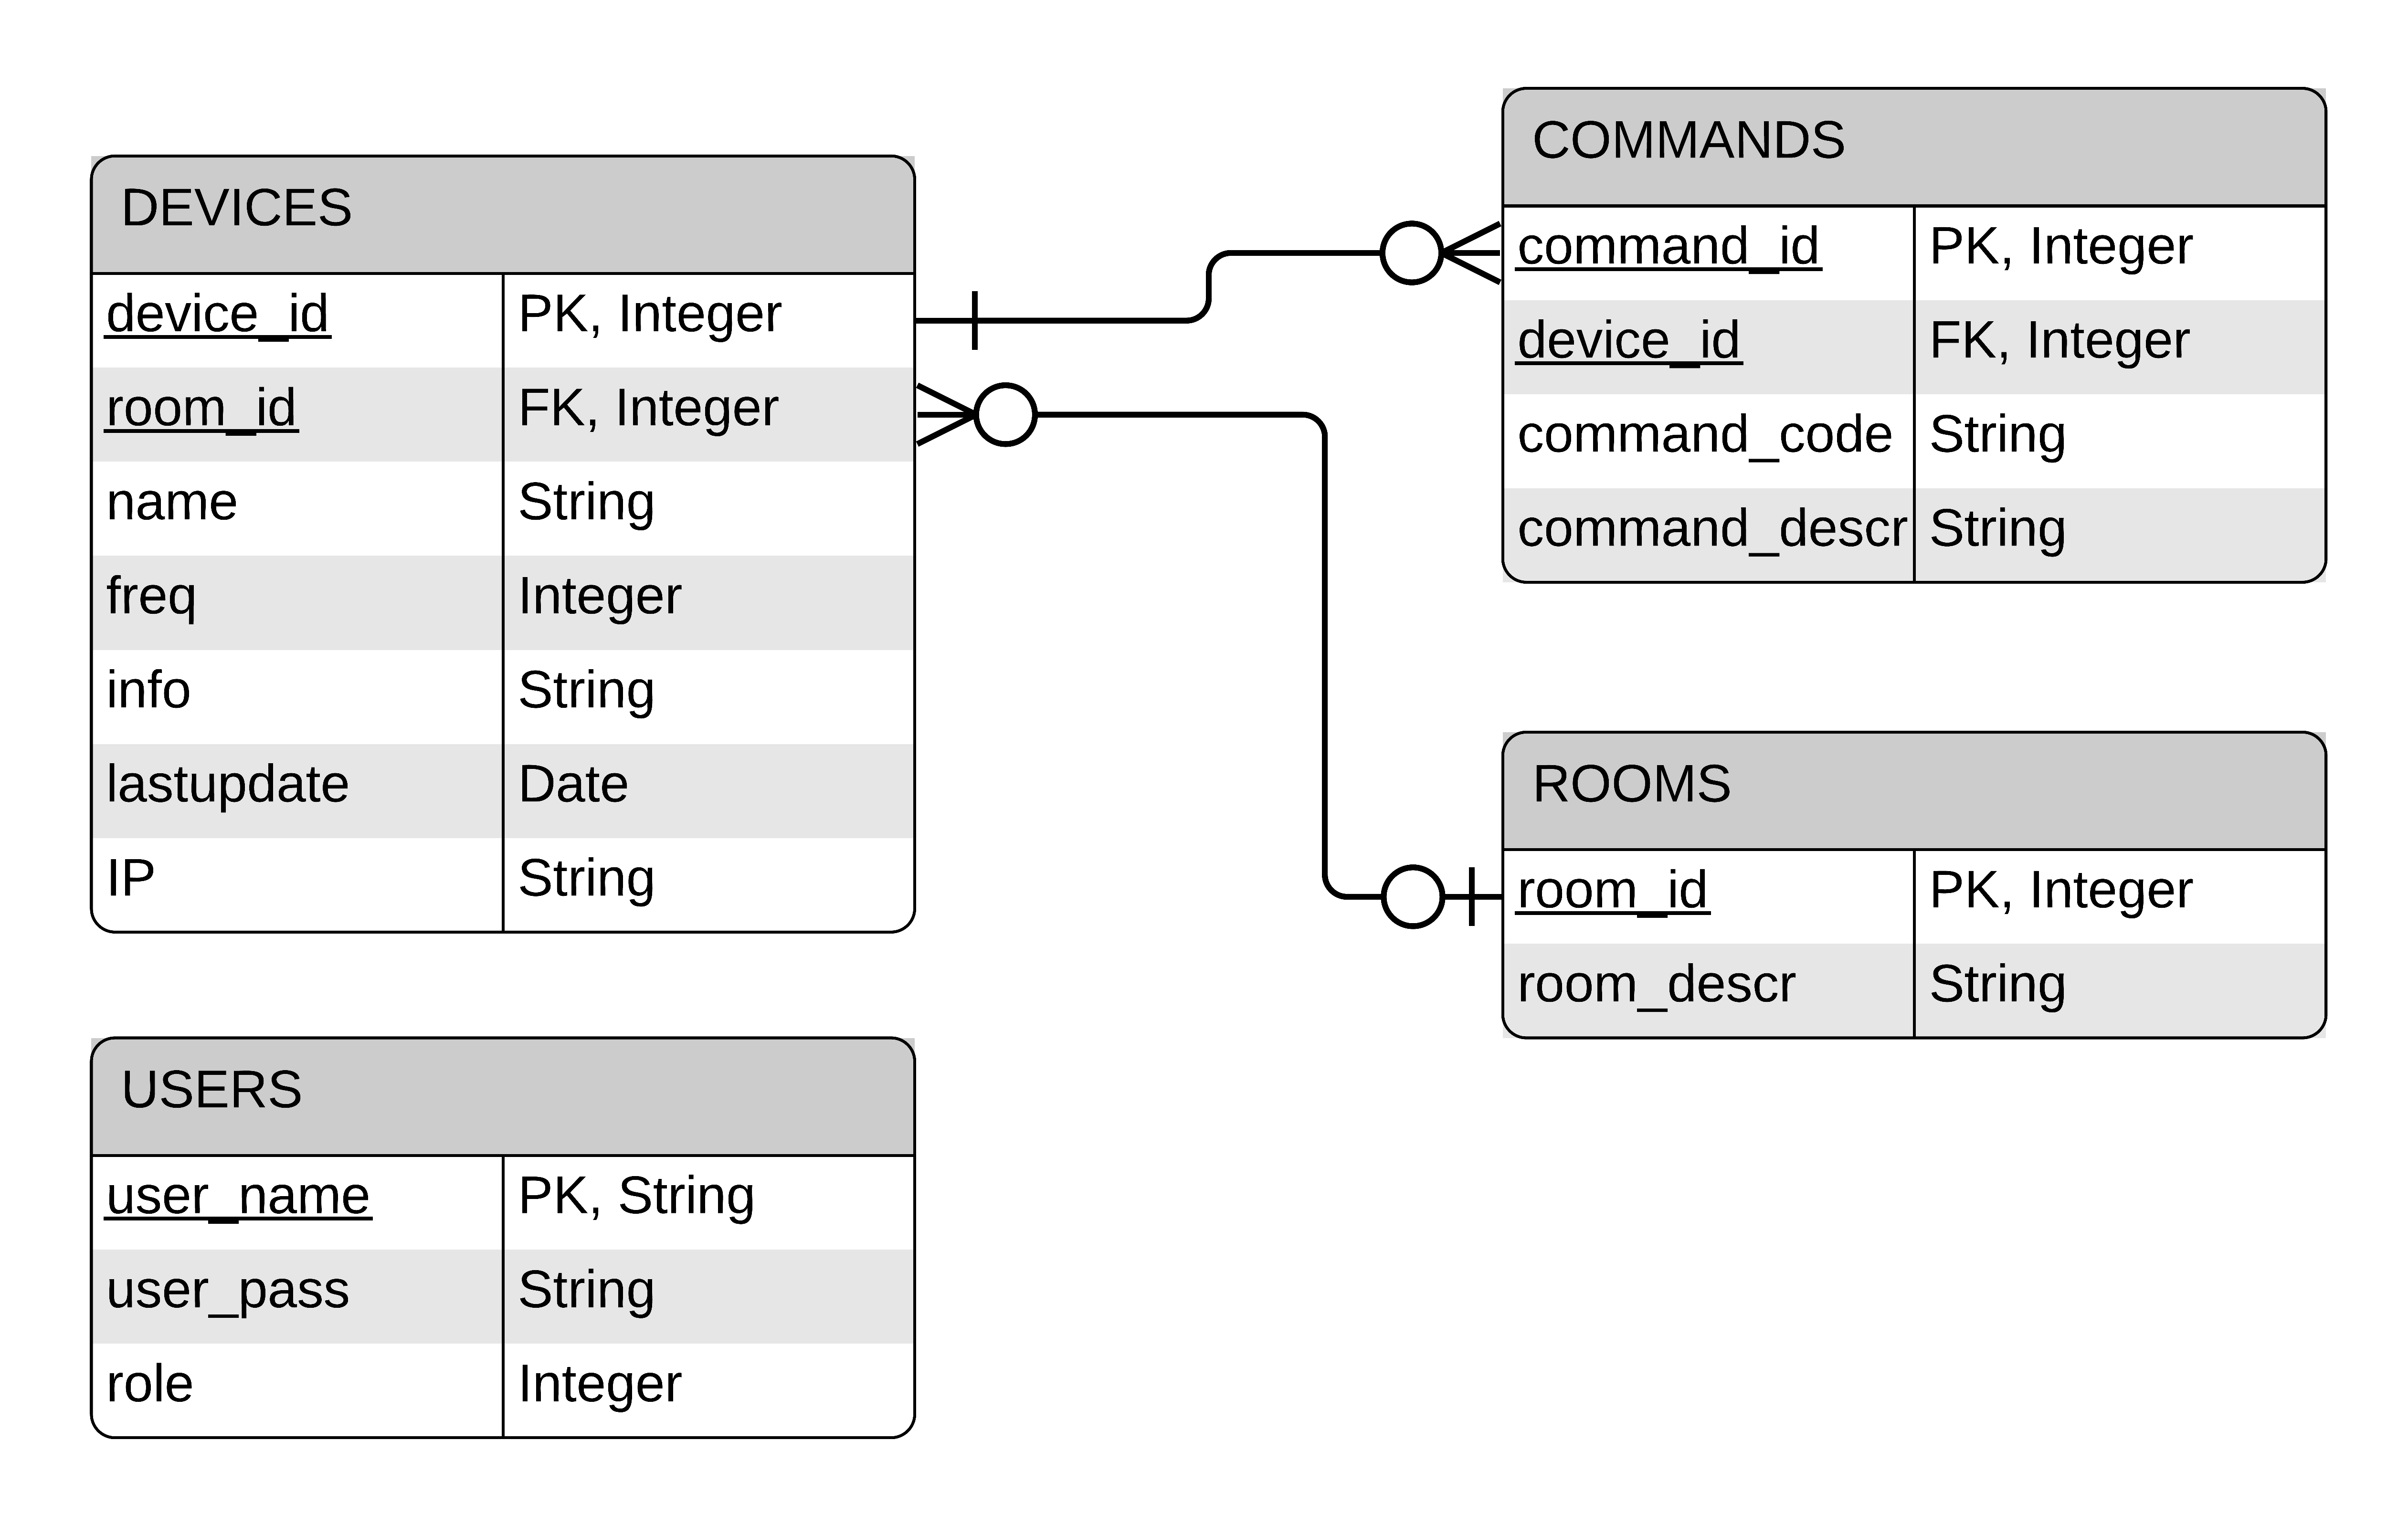 DEVICES
device_id PK, Integer
room_id FK, Integer
name String
freq Integer
info String
lastupdate Date
IP String
COMMANDS
command_id PK, Integer
device_id FK, Integer
command_code String
command_descr String
ROOMS
room_id PK, Integer
room_descr String
USERS
user_name PK, String
user_pass String
role Integer